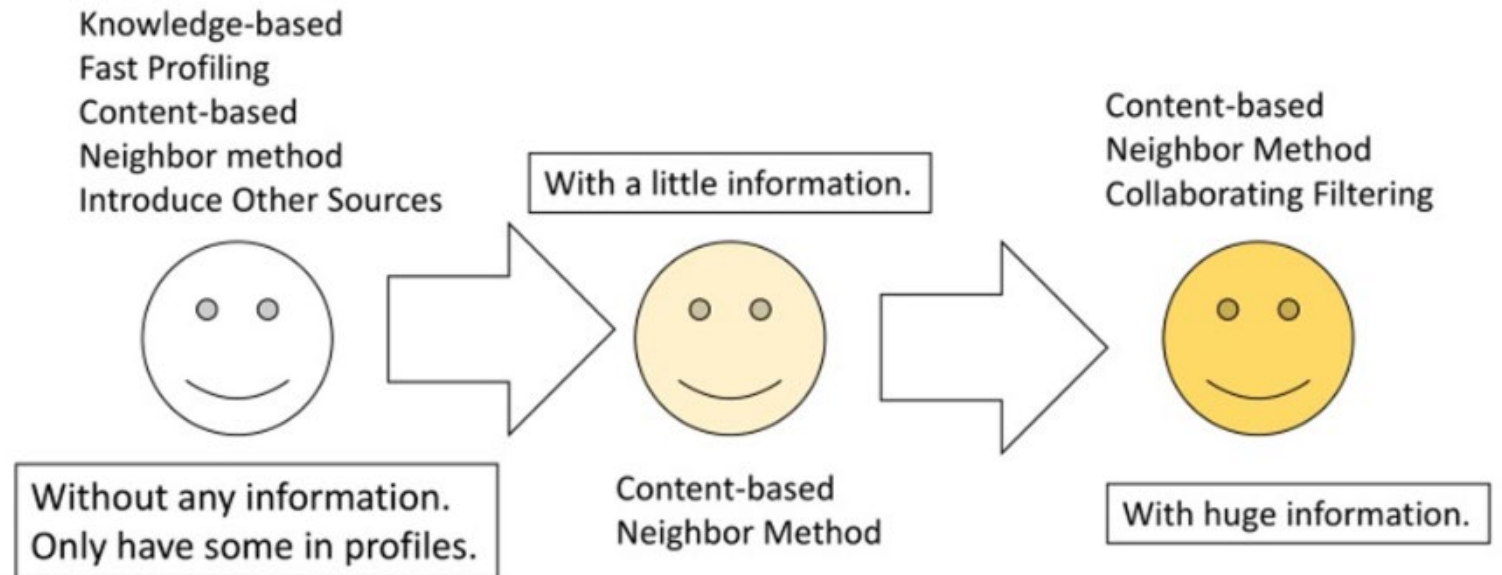 Knowledge-based
Fast Profiling
Content-based
Neighbor method
Introduce Other Sources
Without any information.
Only have some in profiles.
With a little information.
Content-based
Neighbor Method
Content-based
Neighbor Method
Collaborating Filtering
With huge information.